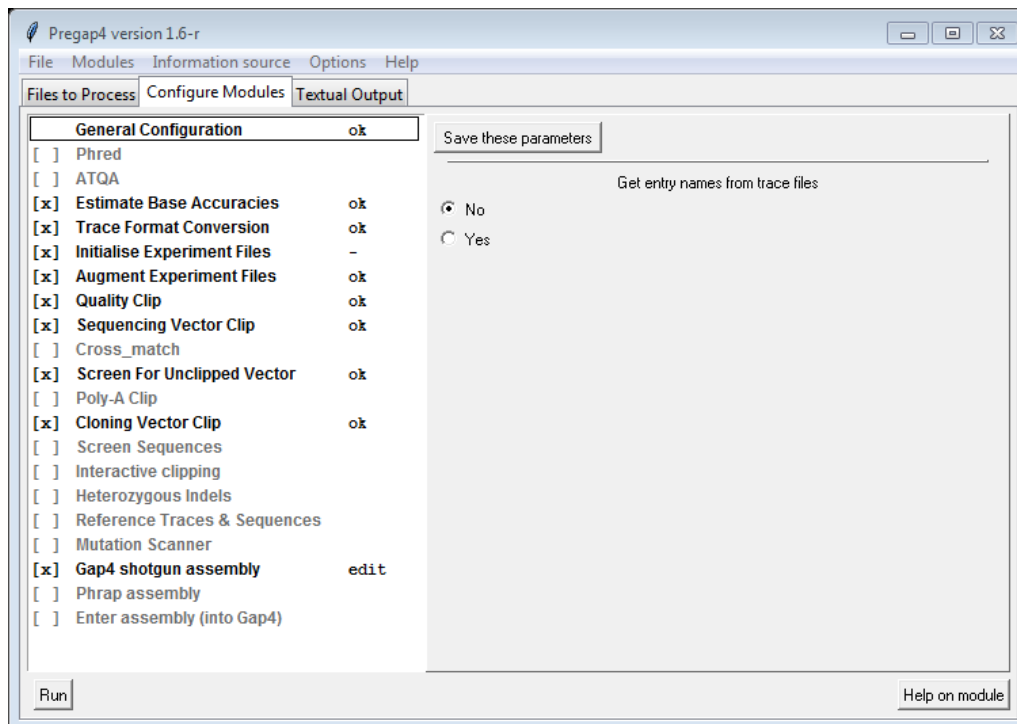 Pregap4 version 1.6-r
File Modules Information source Options Help
Files to Process Configure Modules Textual Output
General Configuration ok
[ ] Phred
[ ] ATQA
[x] Estimate Base Accuracies ok
[x] Trace Format Conversion ok
[x] Initialise Experiment Files -
[x] Augment Experiment Files ok
[x] Quality Clip ok
[x] Sequencing Vector Clip ok
[ ] Cross_match
[x] Screen For Unclipped Vector ok
[ ] Poly-A Clip
[x] Cloning Vector Clip ok
[ ] Screen Sequences
[ ] Interactive clipping
[ ] Heterozygous Indels
[ ] Reference Traces & Sequences
[ ] Mutation Scanner
[x] Gap4 shotgun assembly edit
[ ] Phrap assembly
[ ] Enter assembly (into Gap4)
Save these parameters
Get entry names from trace files
No
Yes
Run
Help on module